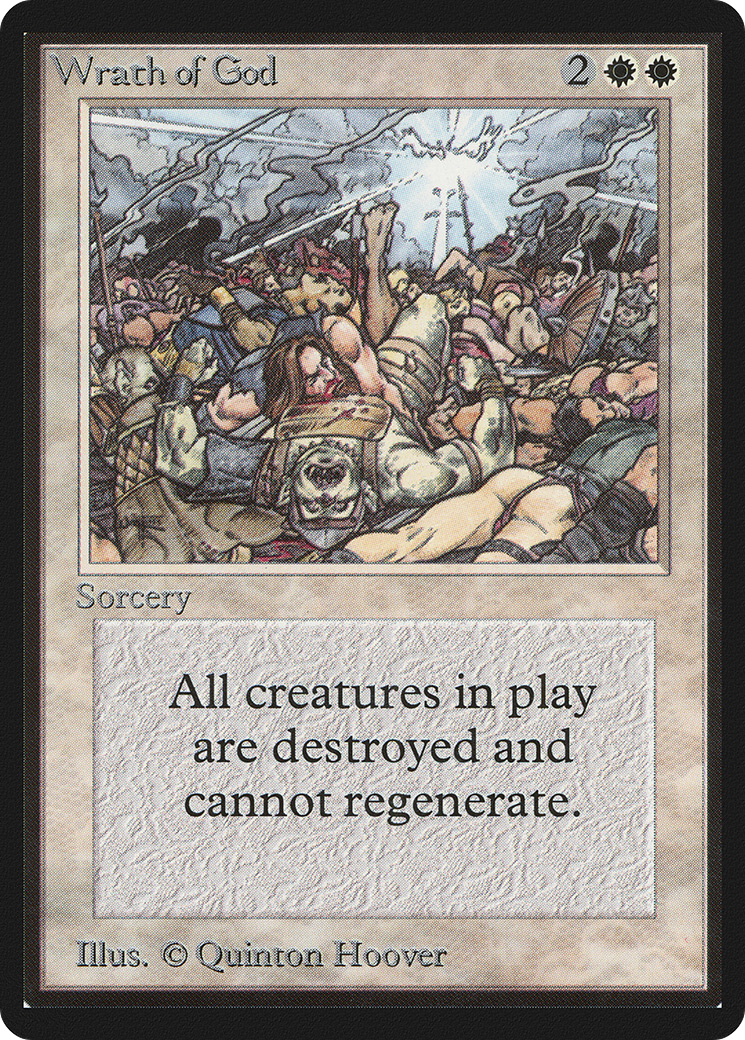 Wrath of God 2
Sorcery
All creatures in play
are destroyed and
cannot regenerate.
Illus. © Quinton Hoover